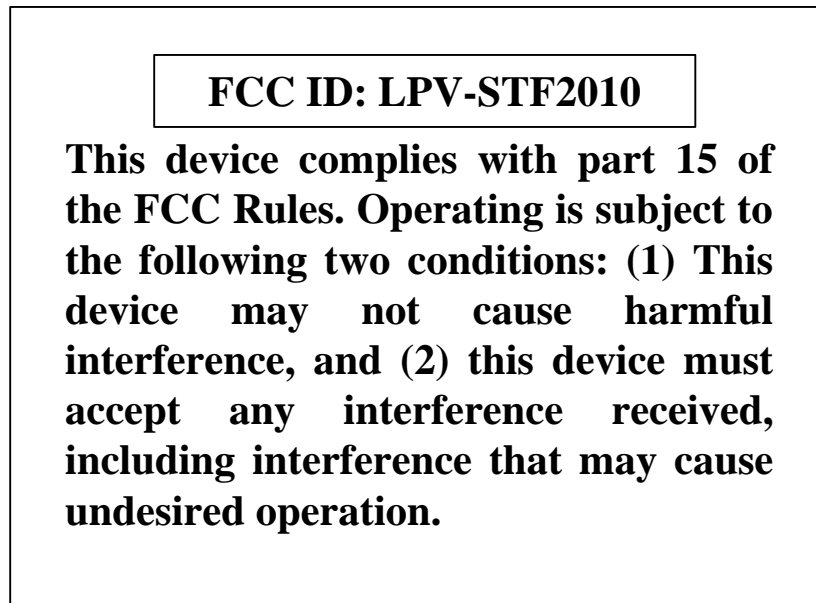 FCC ID: LPV-STF2010
This device complies with part 15 of
the FCC Rules. Operating is subject to
the following two conditions: (1) This
device may not cause harmful
interference, and (2) this device must
accept any interference received,
including interference that may cause
undesired operation.